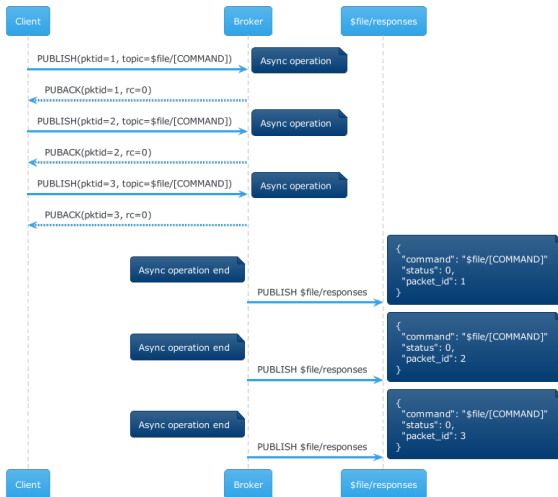 Client
Broker
$file/responses
PUBLISH(pktid=1, topic=$file/[COMMAND])
Async operation
PUBACK(pktid=1, rc=0)
PUBLISH(pktid=2, topic=$file/[COMMAND])
Async operation
PUBACK(pktid=2, rc=0)
PUBLISH(pktid=3, topic=$file/[COMMAND])
Async operation
PUBACK(pktid=3, rc=0)
Async operation end
PUBLISH $file/responses
{
"command": "$file/[COMMAND]"
"status": 0,
"packet_id": 1
}
Async operation end
PUBLISH $file/responses
{
"command": "$file/[COMMAND]"
"status": 0,
"packet_id": 2
}
Async operation end
PUBLISH $file/responses
{
"command": "$file/[COMMAND]"
"status": 0,
"packet_id": 3
}
Client
Broker
$file/responses